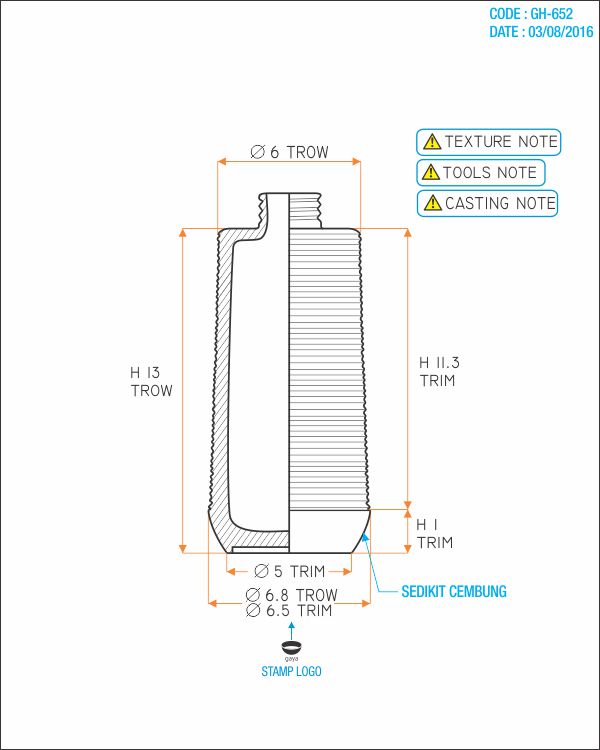 CODE : GH-652
DATE : 03/08/2016
TEXTURE NOTE
TOOLS NOTE
CASTING NOTE
Ø 6 TROW
H 13
TROW
H 11.3
TRIM
H 1
TRIM
Ø 5 TRIM
Ø 6.8 TROW
Ø 6.5 TRIM
SEDIKIT CEMBUNG
gaya
STAMP LOGO